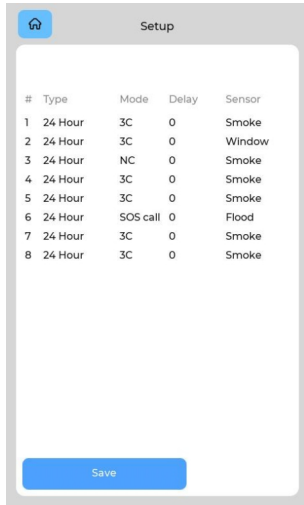 Setup
# Type Mode Delay Sensor
1 24 Hour 3C 0 Smoke
2 24 Hour 3C 0 Window
3 24 Hour NC 0 Smoke
4 24 Hour 3C 0 Smoke
5 24 Hour 3C 0 Smoke
6 24 Hour SOS call 0 Flood
7 24 Hour 3C 0 Smoke
8 24 Hour 3C 0 Smoke
Save